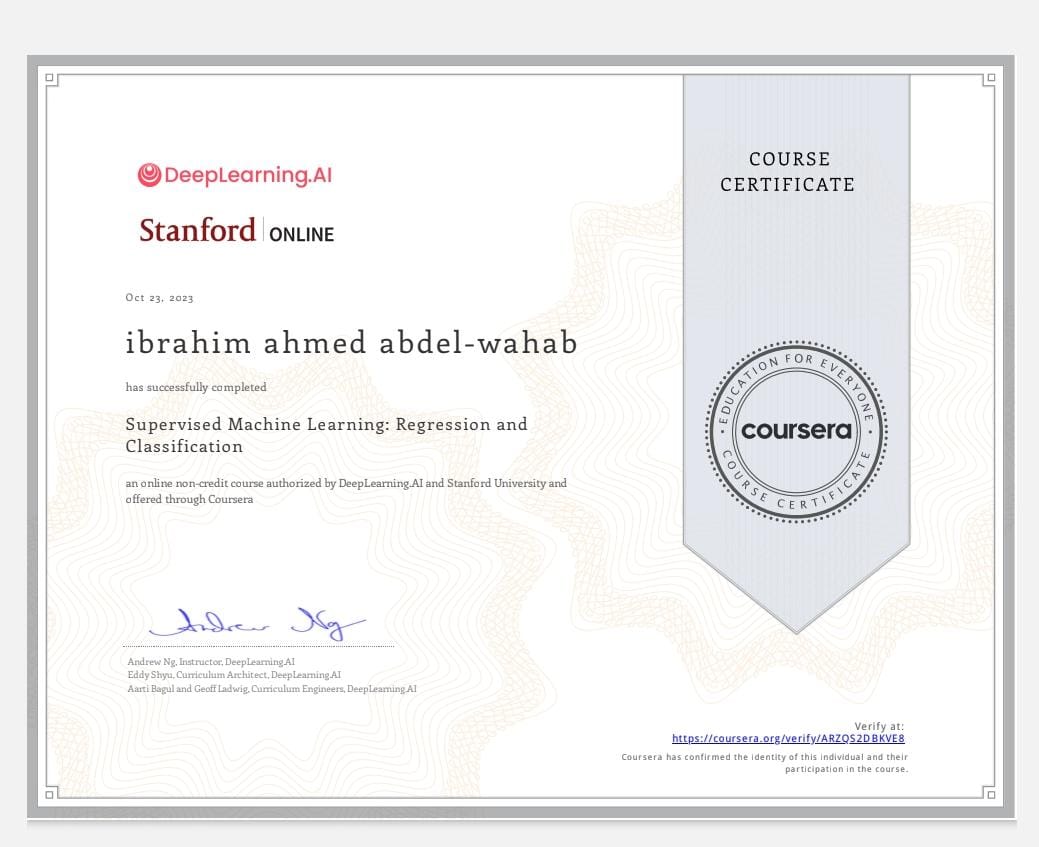 COURSE
CERTIFICATE
DeepLearning.AI
Stanford ONLINE
Oct 23, 2023
ibrahim ahmed abdel-wahab
has successfully completed
Supervised Machine Learning: Regression and
Classification
an online non-credit course authorized by DeepLearning.AI and Stanford University and
offered through Coursera
EDUCATION FOR EVERYONE
coursera
COURSE CERTIFICATE
Andrew Ng
Andrew Ng, Instructor, DeepLearning.AI
Eddy Shyu, Curriculum Architect, DeepLearning.AI
Aarti Bagul and Geoff Ladwig, Curriculum Engineers, DeepLearning.AI
Verify at:
https://coursera.org/verify/ARZQS2DBKVE8
Coursera has confirmed the identity of this individual and their
participation in the course.